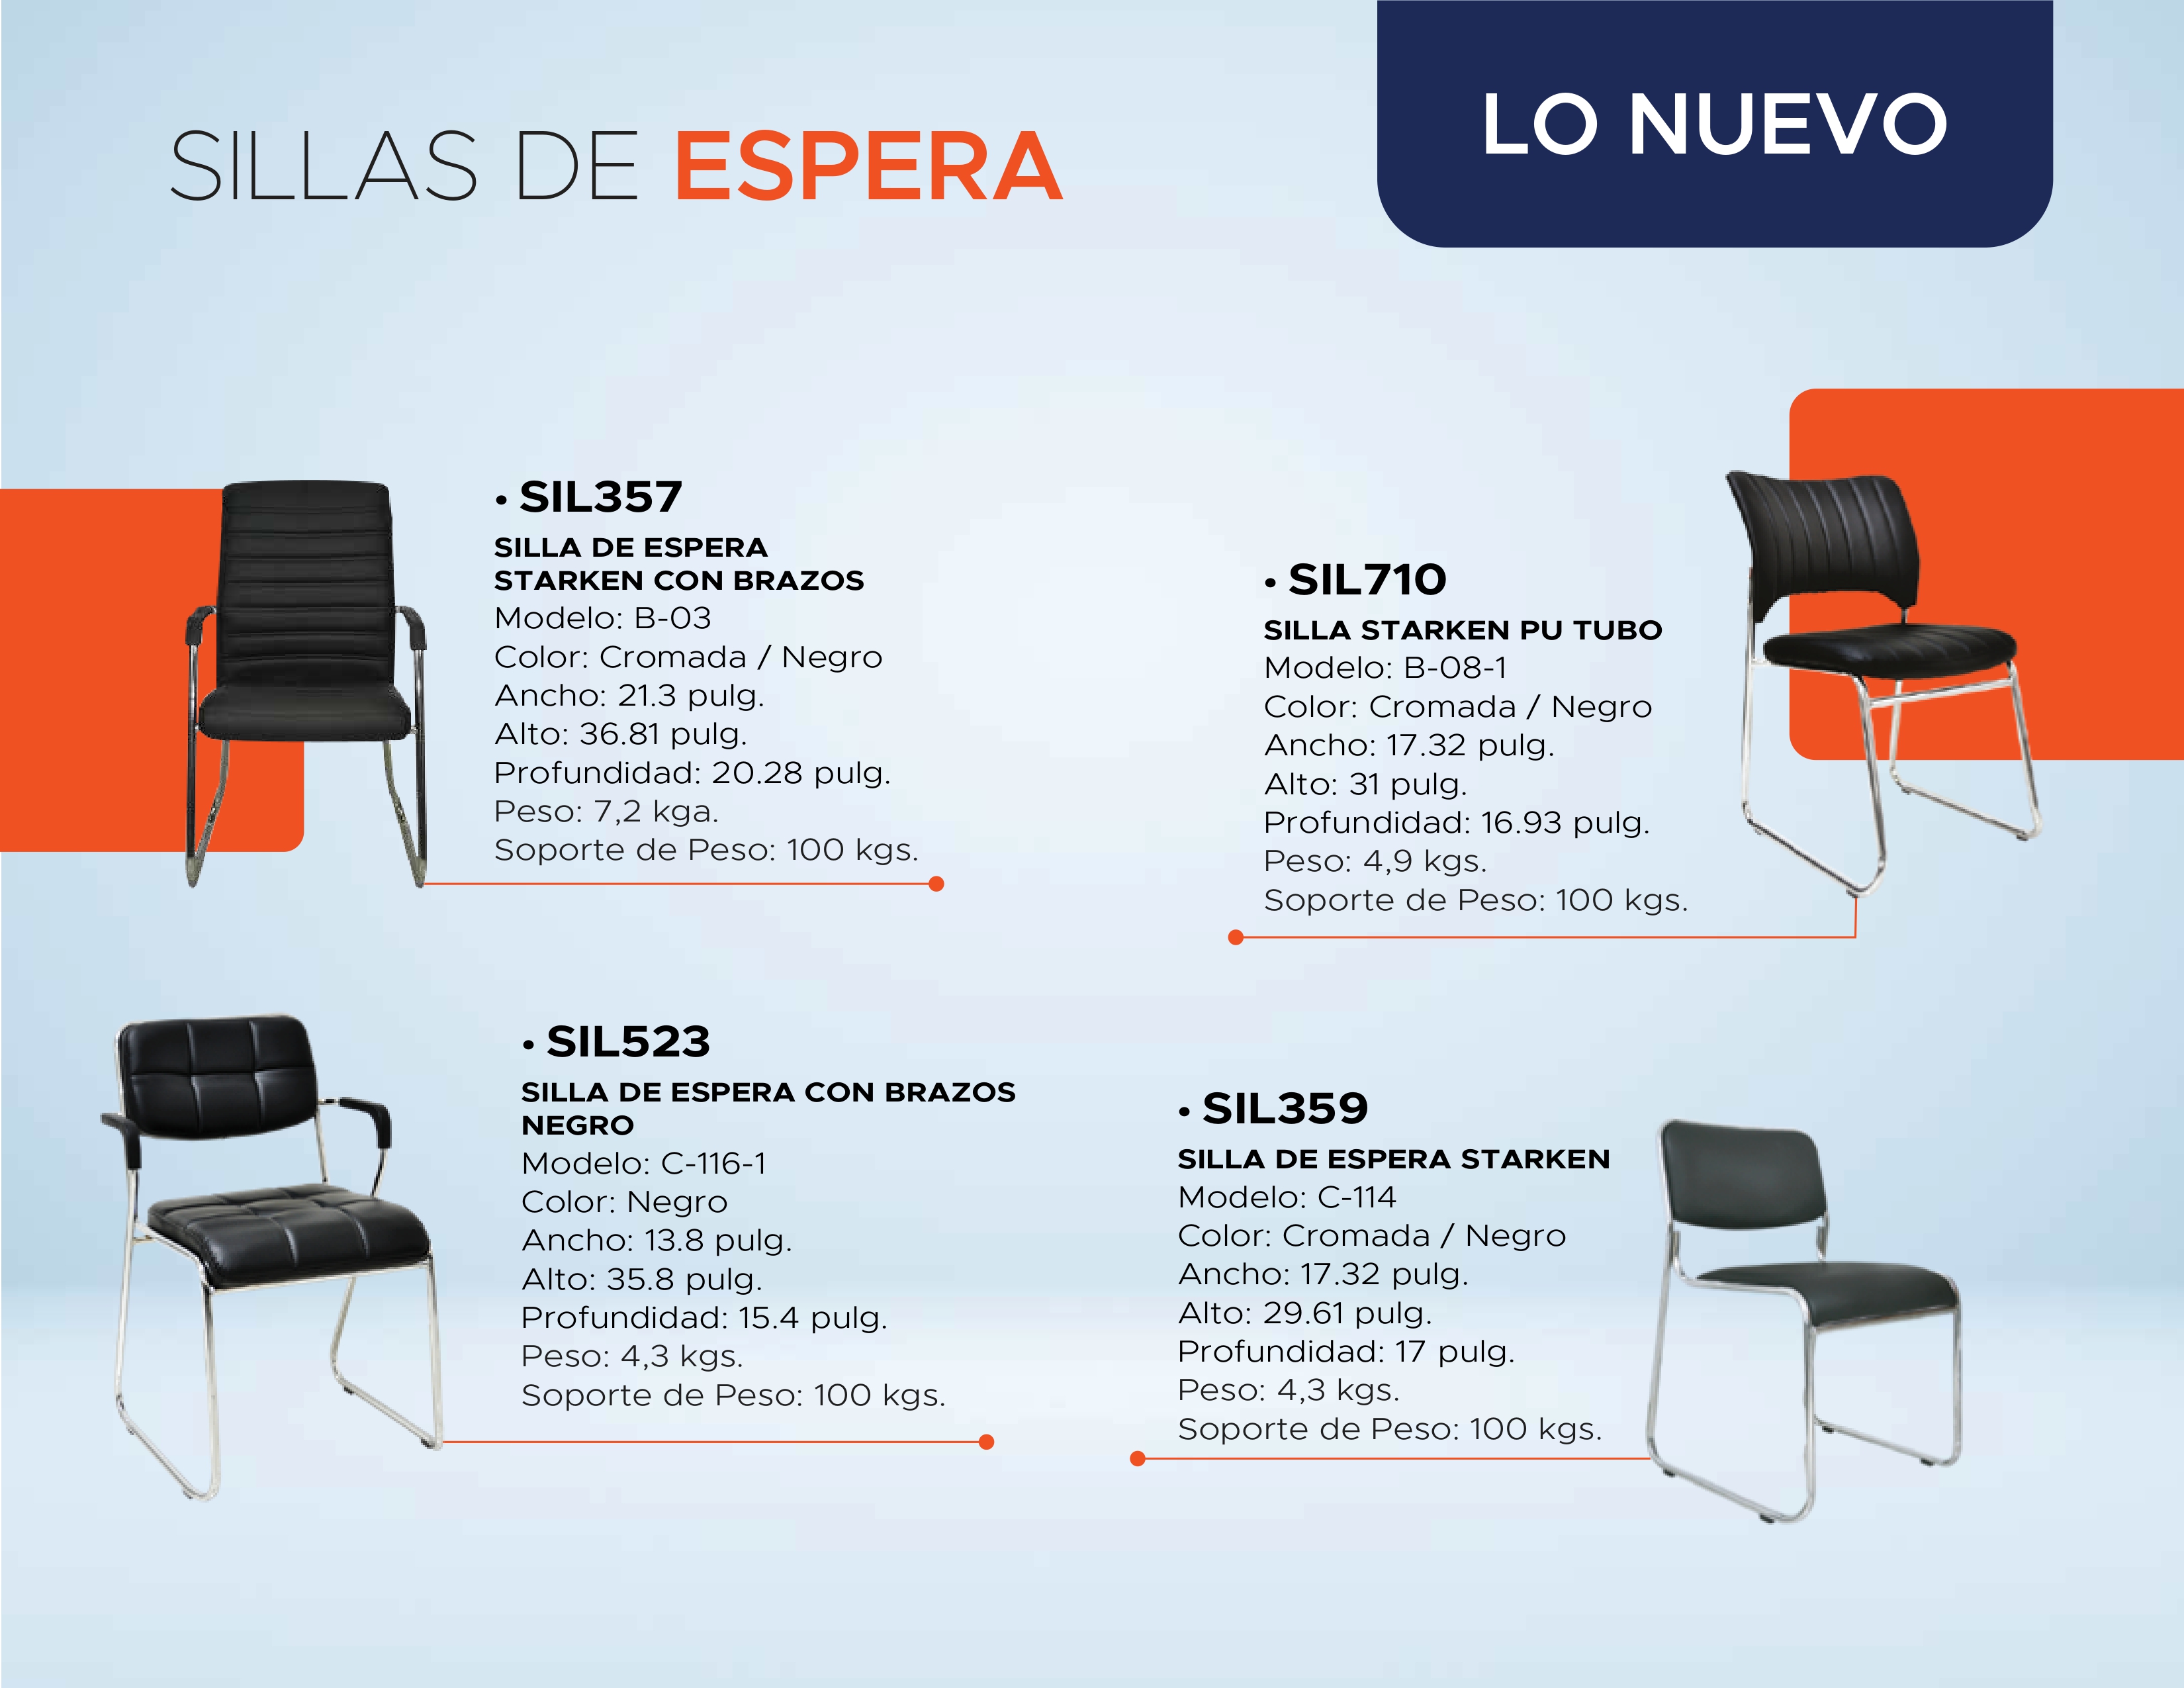 SILLAS DE ESPERA
LO NUEVO
• SIL357
SILLA DE ESPERA
STARKEN CON BRAZOS
Modelo: B-03
Color: Cromada / Negro
Ancho: 21.3 pulg.
Alto: 36.81 pulg.
Profundidad: 20.28 pulg.
Peso: 7,2 kga.
Soporte de Peso: 100 kgs.
• SIL710
SILLA STARKEN PU TUBO
Modelo: B-08-1
Color: Cromada / Negro
Ancho: 17.32 pulg.
Alto: 31 pulg.
Profundidad: 16.93 pulg.
Peso: 4,9 kgs.
Soporte de Peso: 100 kgs.
• SIL523
SILLA DE ESPERA CON BRAZOS
NEGRO
Modelo: C-116-1
Color: Negro
Ancho: 13.8 pulg.
Alto: 35.8 pulg.
Profundidad: 15.4 pulg.
Peso: 4,3 kgs.
Soporte de Peso: 100 kgs.
• SIL359
SILLA DE ESPERA STARKEN
Modelo: C-114
Color: Cromada / Negro
Ancho: 17.32 pulg.
Alto: 29.61 pulg.
Profundidad: 17 pulg.
Peso: 4,3 kgs.
Soporte de Peso: 100 kgs.